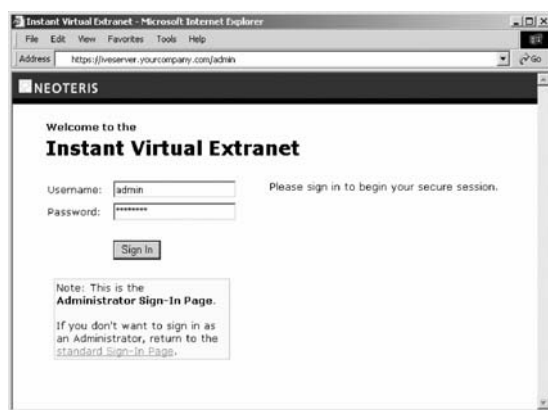 Instant Virtual Extranet - Microsoft Internet Explorer
File Edit View Favorites Tools Help
Address https://iveserver.yourcompany.com/admin Go
NEOTERIS
Welcome to the
Instant Virtual Extranet
Username: admin
Please sign in to begin your secure session.
Password: ********
Sign In
Note: This is the
Administrator Sign-In Page.
If you don't want to sign in as
an Administrator, return to the
standard Sign-In Page.